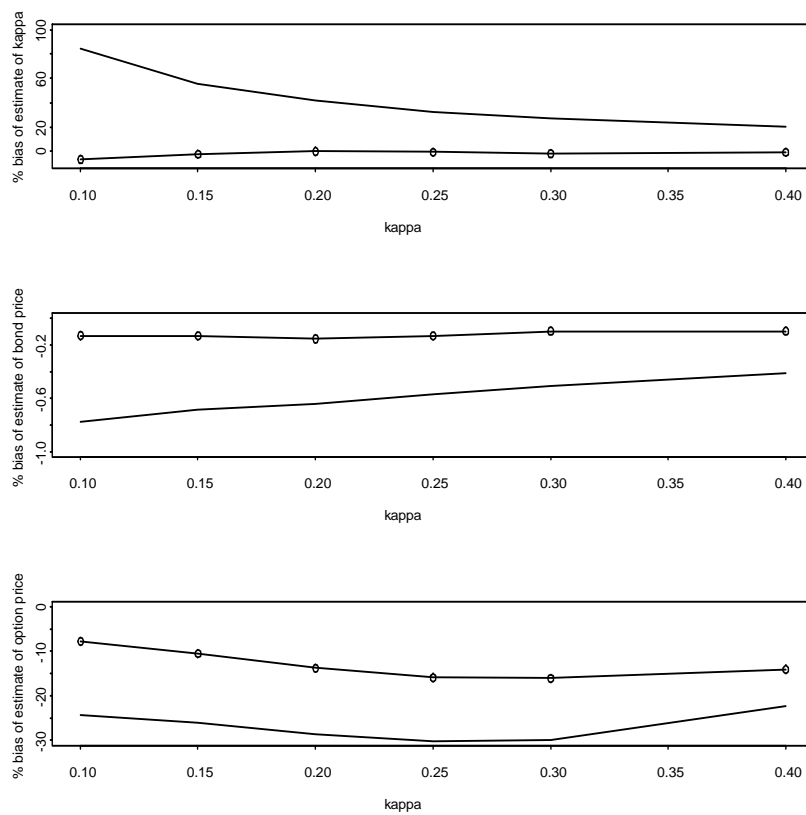 % bias of estimate of kappa
100
60
20
0
0.10 0.15 0.20 0.25 0.30 0.35 0.40
kappa
% bias of estimate of bond price
-0.2
-0.6
-1.0
0.10 0.15 0.20 0.25 0.30 0.35 0.40
kappa
% bias of estimate of option price
0
-10
-20
-30
0.10 0.15 0.20 0.25 0.30 0.35 0.40
kappa